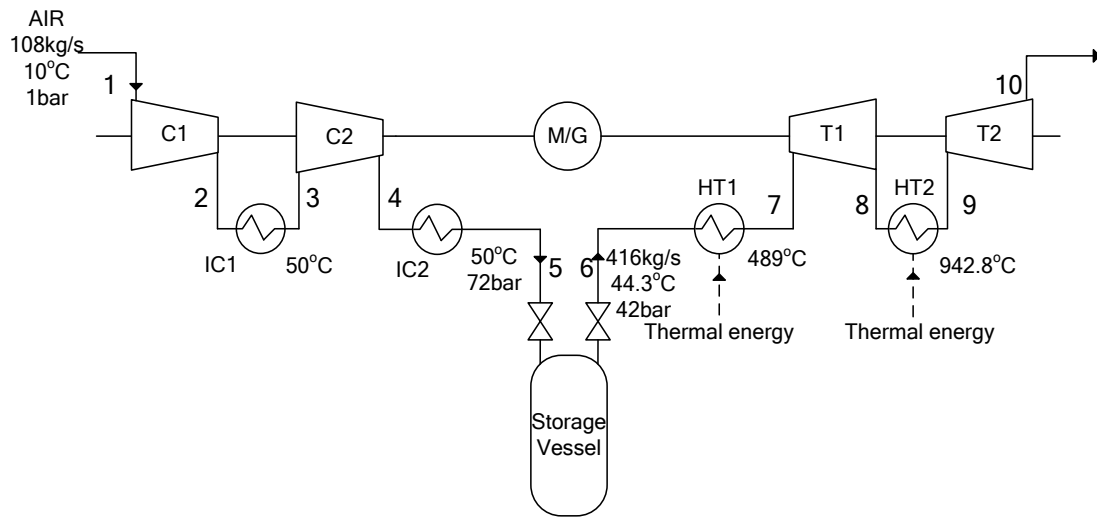 AIR
108kg/s
10°C
1bar
1
C1
C2
M/G
T1
T2
10
2
IC1
50°C
3
4
IC2
50°C
72bar
5
6
416kg/s
44.3°C
42bar
HT1
489°C
7
8
HT2
9
942.8°C
Thermal energy
Thermal energy
Storage
Vessel